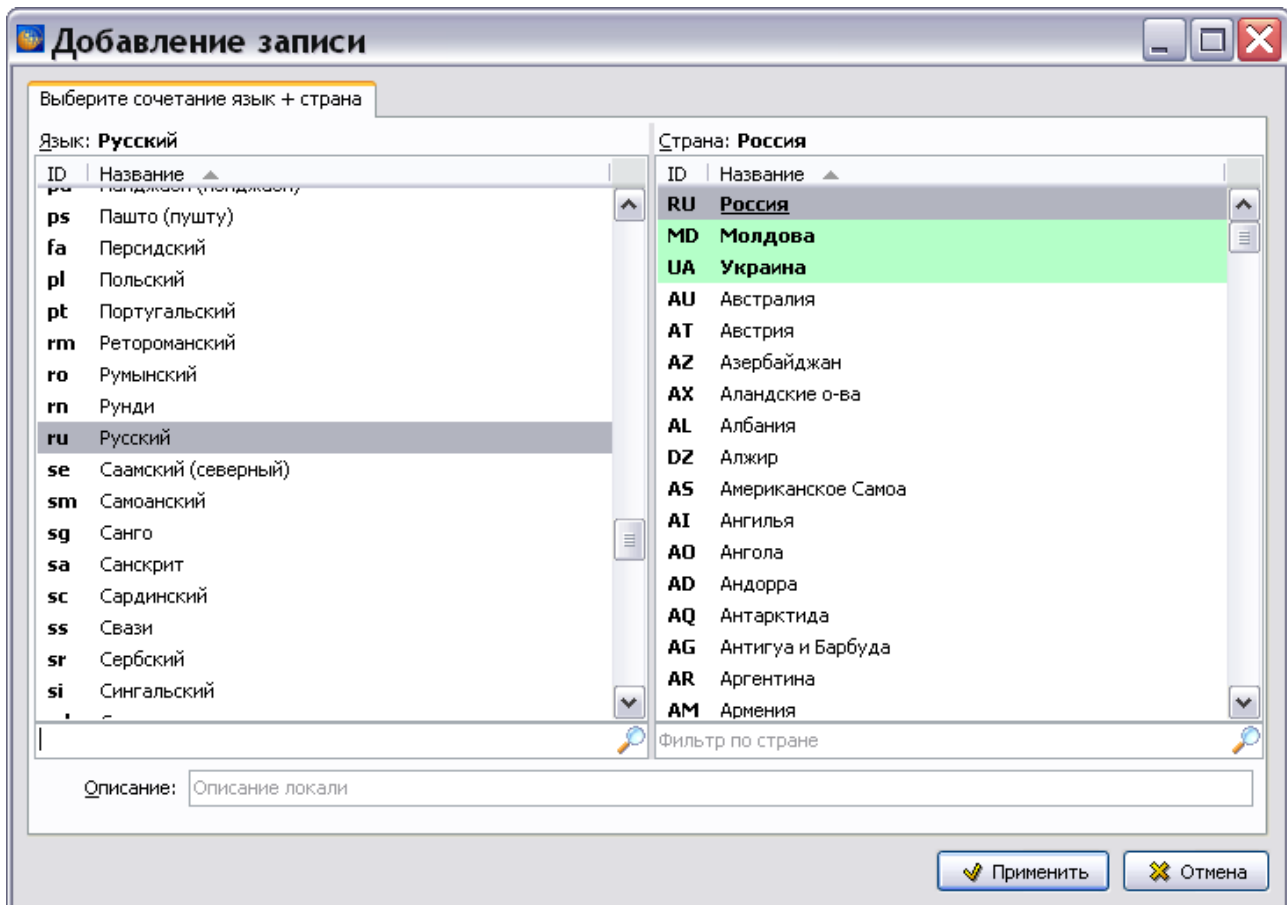 Добавление записи
Выберите сочетание язык + страна
Язык: Русский
ID Название
ps Пашто (пушту)
fa Персидский
pl Польский
pt Португальский
rm Ретороманский
ro Румынский
rn Рунди
ru Русский
se Саамский (северный)
sm Самоанский
sg Санго
sa Санскрит
sc Сардинский
ss Свази
sr Сербский
si Сингальский
Страна: Россия
ID Название
RU Россия
MD Молдова
UA Украина
AU Австралия
AT Австрия
AZ Азербайджан
AX Аландские о-ва
AL Албания
DZ Алжир
AS Американское Самоа
AI Ангилья
AO Ангола
AD Андорра
AQ Антарктида
AG Антигуа и Барбуда
AR Аргентина
AM Армения
Фильтр по стране
Описание: Описание локали
Применить Отмена